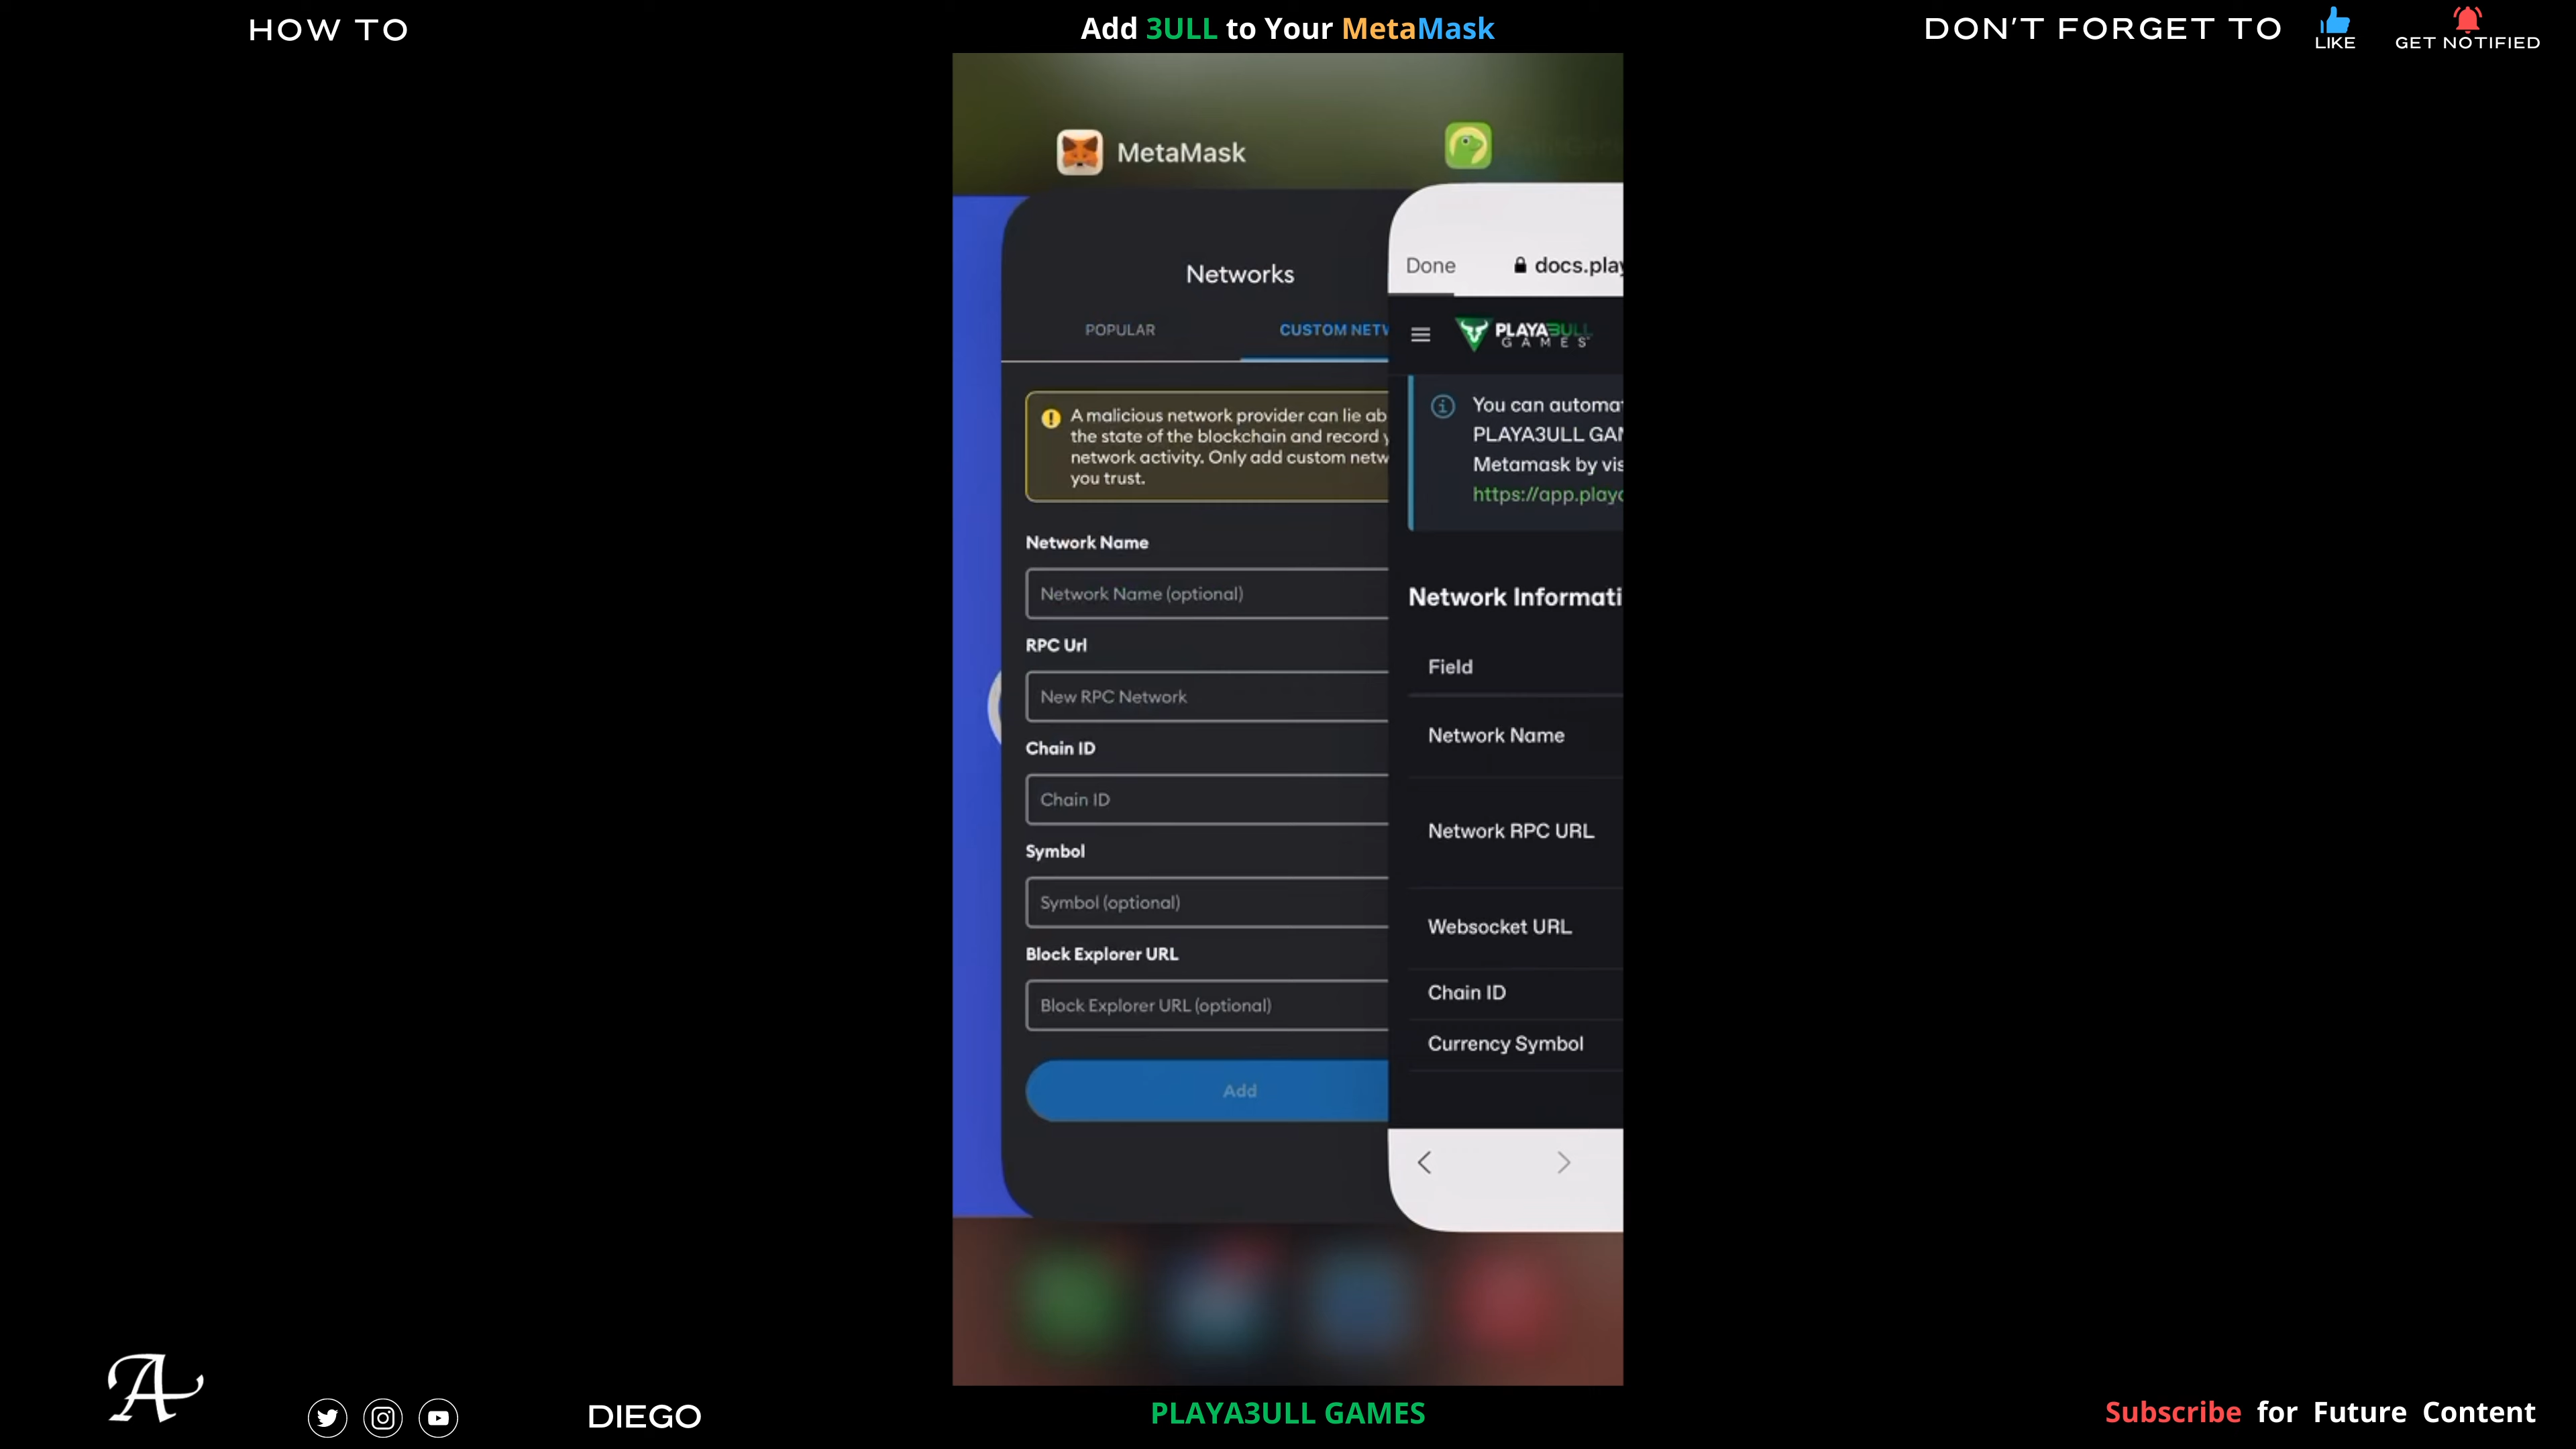 HOW TO
Add 3ULL to Your MetaMask
DON'T FORGET TO
LIKE
GET NOTIFIED
MetaMask
Networks
POPULAR
CUSTOM NETW
A malicious network provider can lie ab
the state of the blockchain and record y
network activity. Only add custom netw
you trust.
Network Name
Network Name (optional)
RPC Url
New RPC Network
Chain ID
Chain ID
Symbol
Symbol (optional)
Block Explorer URL
Block Explorer URL (optional)
Add
Done
docs.play
PLAYA3ULL
GAMES
You can automat
PLAYA3ULL GAM
Metamask by vis
https://app.playa
Network Informati
Field
Network Name
Network RPC URL
Websocket URL
Chain ID
Currency Symbol
A
DIEGO
PLAYA3ULL GAMES
Subscribe for Future Content